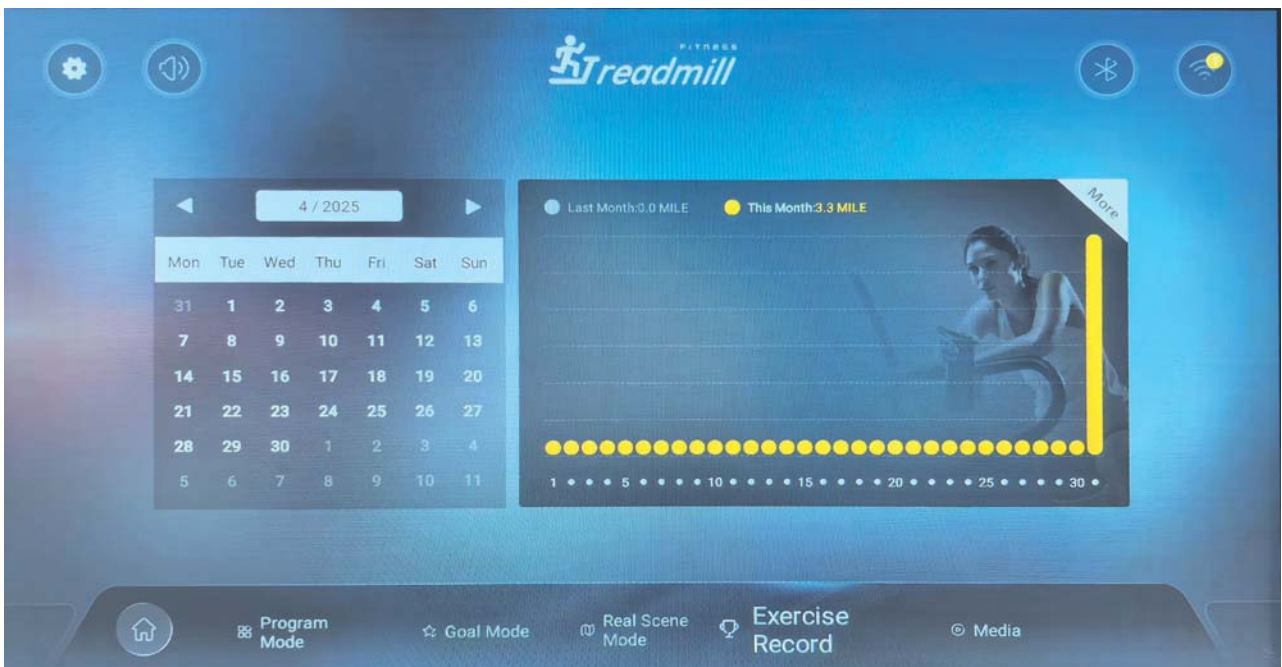 FITNESS
Treadmill
4 / 2025
Mon Tue Wed Thu Fri Sat Sun
31 1 2 3 4 5 6
7 8 9 10 11 12 13
14 15 16 17 18 19 20
21 22 23 24 25 26 27
28 29 30 1 2 3 4
5 6 7 8 9 10 11
Last Month:0.0 MILE This Month:3.3 MILE
More
1 5 10 15 20 25 30
Program
Mode
Goal Mode
Real Scene
Mode
Exercise
Record
Media